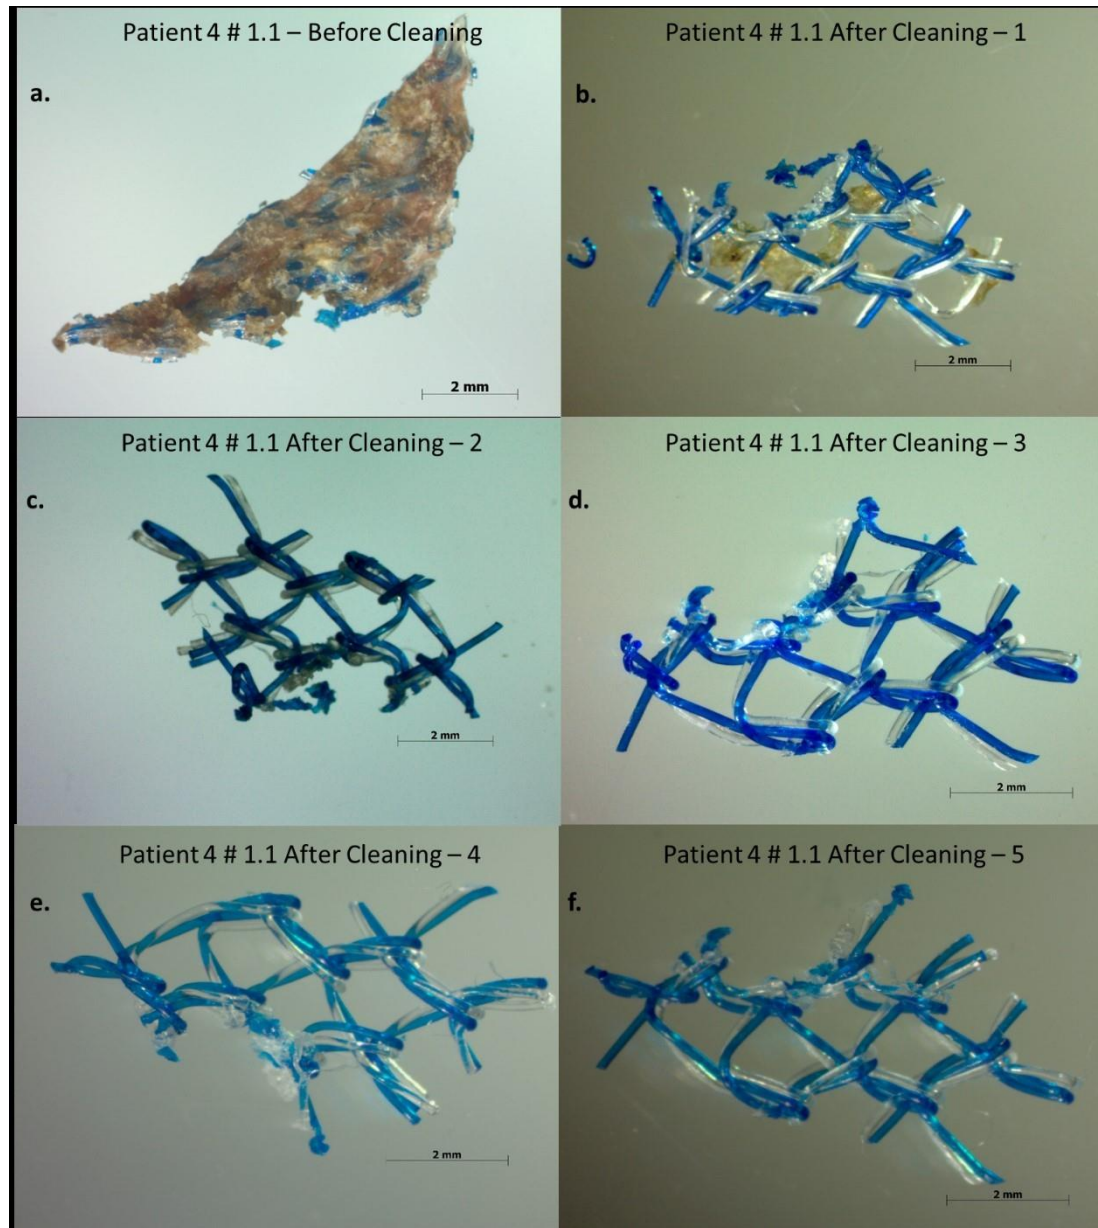 Patient 4 # 1.1 – Before Cleaning
a.
2 mm
Patient 4 # 1.1 After Cleaning – 1
b.
2 mm
Patient 4 # 1.1 After Cleaning – 2
c.
2 mm
Patient 4 # 1.1 After Cleaning – 3
d.
2 mm
Patient 4 # 1.1 After Cleaning – 4
e.
2 mm
Patient 4 # 1.1 After Cleaning – 5
f.
2 mm